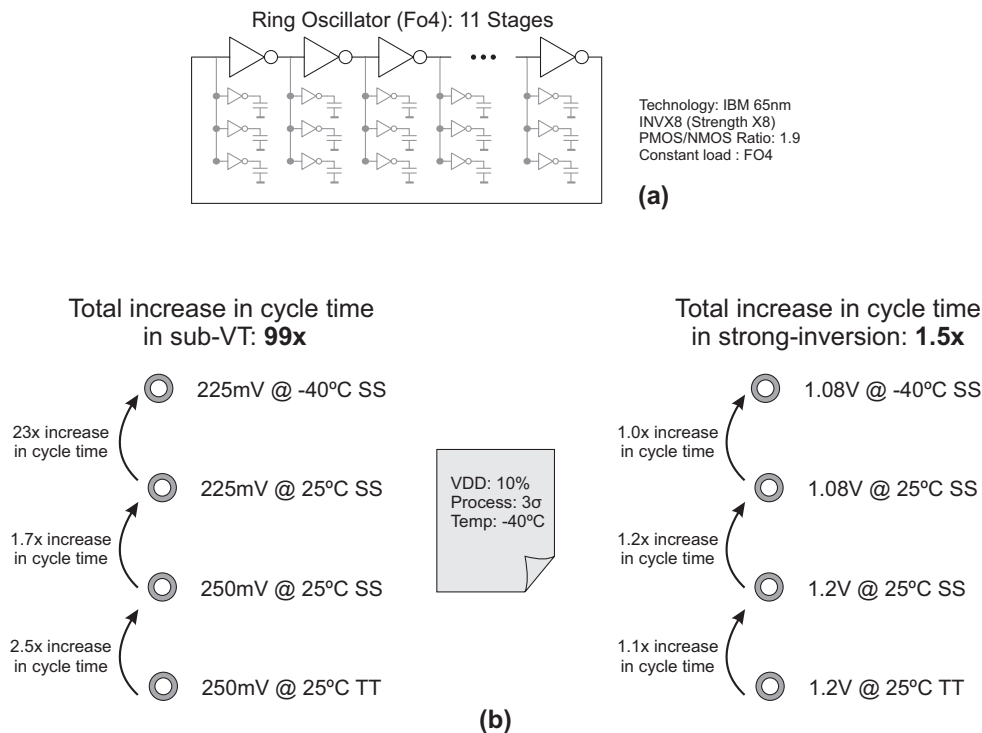 Ring Oscillator (Fo4): 11 Stages
Technology: IBM 65nm
INVX8 (Strength X8)
PMOS/NMOS Ratio: 1.9
Constant load : FO4
(a)
Total increase in cycle time
in sub-VT: 99x
225mV @ -40ºC SS
23x increase
in cycle time
225mV @ 25ºC SS
1.7x increase
in cycle time
250mV @ 25ºC SS
2.5x increase
in cycle time
250mV @ 25ºC TT
VDD: 10%
Process: 3σ
Temp: -40ºC
Total increase in cycle time
in strong-inversion: 1.5x
1.08V @ -40ºC SS
1.0x increase
in cycle time
1.08V @ 25ºC SS
1.2x increase
in cycle time
1.2V @ 25ºC SS
1.1x increase
in cycle time
1.2V @ 25ºC TT
(b)